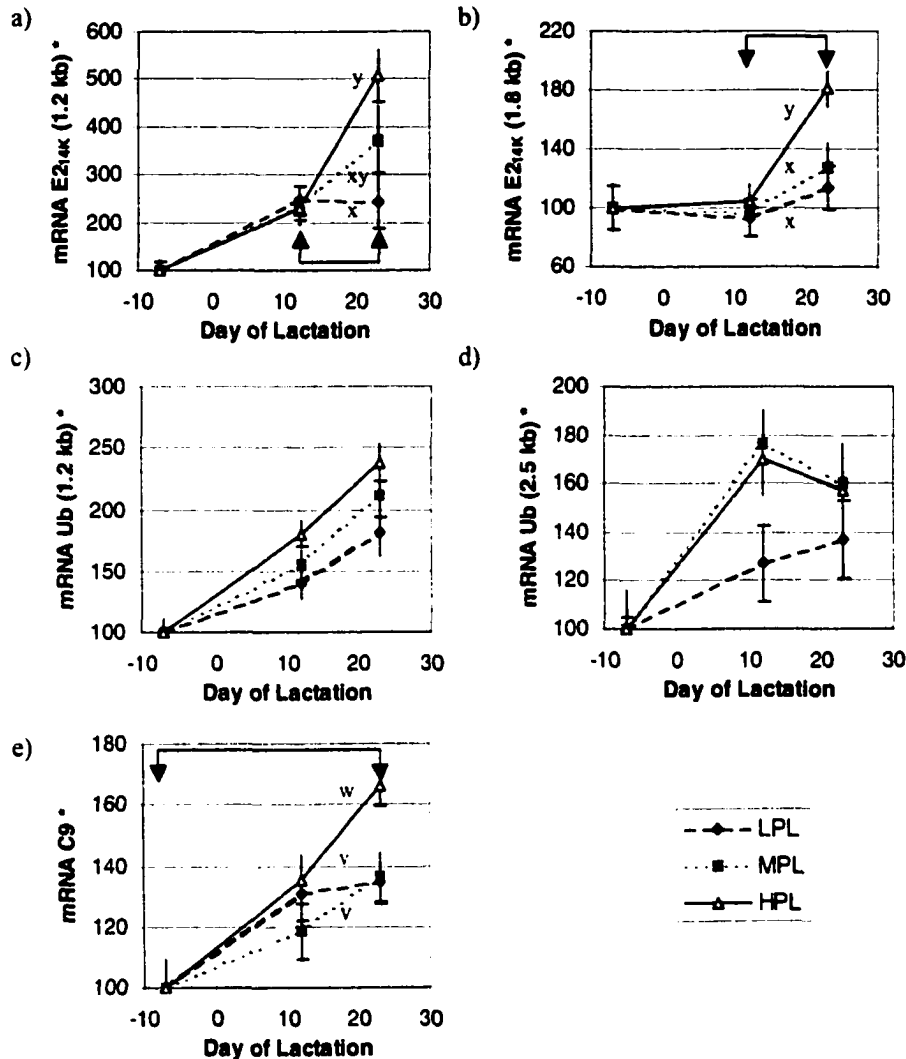 a)
mRNA E2₁₄ₖ (1.2 kb) *
600
500
400
300
200
100
y
xy
x
-10 0 10 20 30
Day of Lactation
b)
mRNA E2₁₄ₖ (1.8 kb) *
220
180
140
100
60
y
x
x
-10 0 10 20 30
Day of Lactation
c)
mRNA Ub (1.2 kb) *
300
250
200
150
100
-10 0 10 20 30
Day of Lactation
d)
mRNA Ub (2.5 kb) *
200
180
160
140
120
100
-10 0 10 20 30
Day of Lactation
e)
mRNA C9 *
180
160
140
120
100
w
v
v
-10 0 10 20 30
Day of Lactation
LPL
MPL
HPL